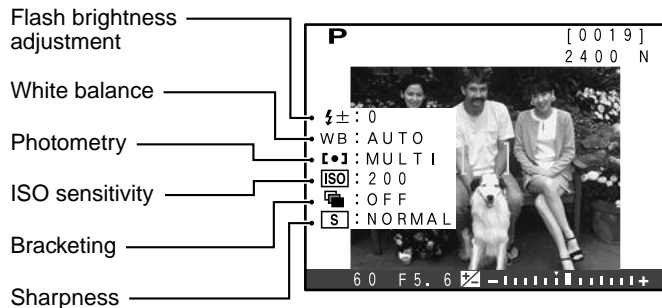 Flash brightness
adjustment
White balance
Photometry
ISO sensitivity
Bracketing
Sharpness
P
[0019]
2400 N
±: 0
WB: AUTO
[•]: MULTI
ISO: 200
: OFF
S: NORMAL
60 F5.6 +/- - +